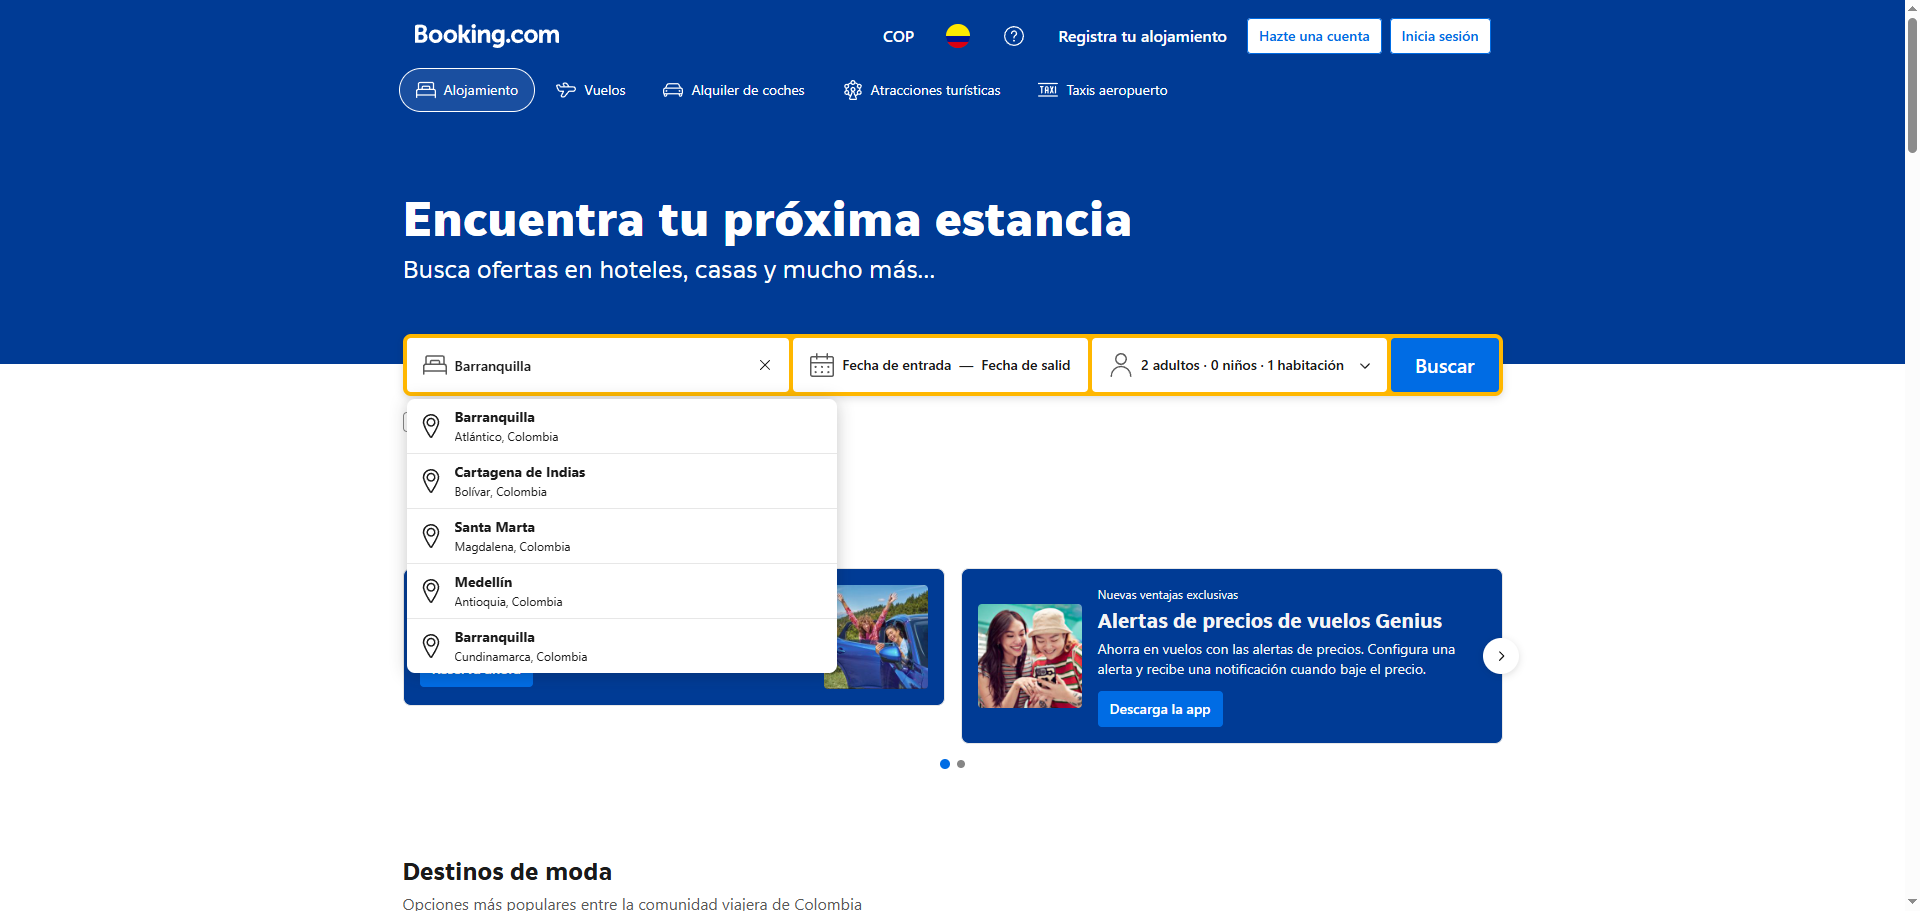 Booking.com
COP
Registra tu alojamiento
Hazte una cuenta
Inicia sesión
Alojamiento
Vuelos
Alquiler de coches
Atracciones turísticas
TAXI
Taxis aeropuerto
Encuentra tu próxima estancia
Busca ofertas en hoteles, casas y mucho más...
Barranquilla
Fecha de entrada — Fecha de salid
2 adultos · 0 niños · 1 habitación
Buscar
Barranquilla
Atlántico, Colombia
Cartagena de Indias
Bolívar, Colombia
Santa Marta
Magdalena, Colombia
Medellín
Antioquia, Colombia
Barranquilla
Cundinamarca, Colombia
Nuevas ventajas exclusivas
Alertas de precios de vuelos Genius
Ahorra en vuelos con las alertas de precios. Configura una
alerta y recibe una notificación cuando baje el precio.
Descarga la app
Destinos de moda
Opciones más populares entre la comunidad viajera de Colombia